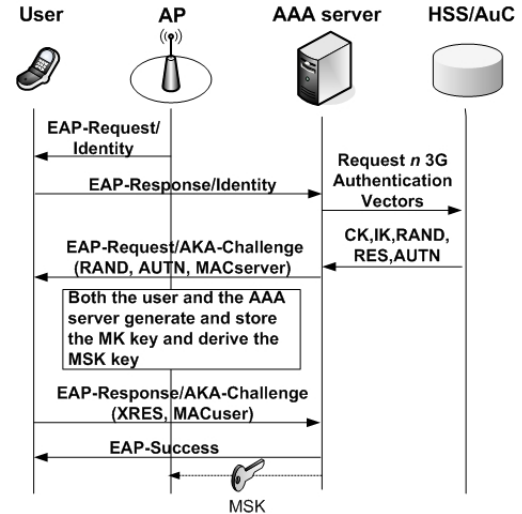 User
AP
AAA server
HSS/AuC
EAP-Request/
Identity
EAP-Response/Identity
Request n 3G
Authentication
Vectors
CK,IK,RAND,
RES,AUTN
EAP-Request/AKA-Challenge
(RAND, AUTN, MACserver)
Both the user and the AAA
server generate and store
the MK key and derive the
MSK key
EAP-Response/AKA-Challenge
(XRES, MACuser)
EAP-Success
MSK